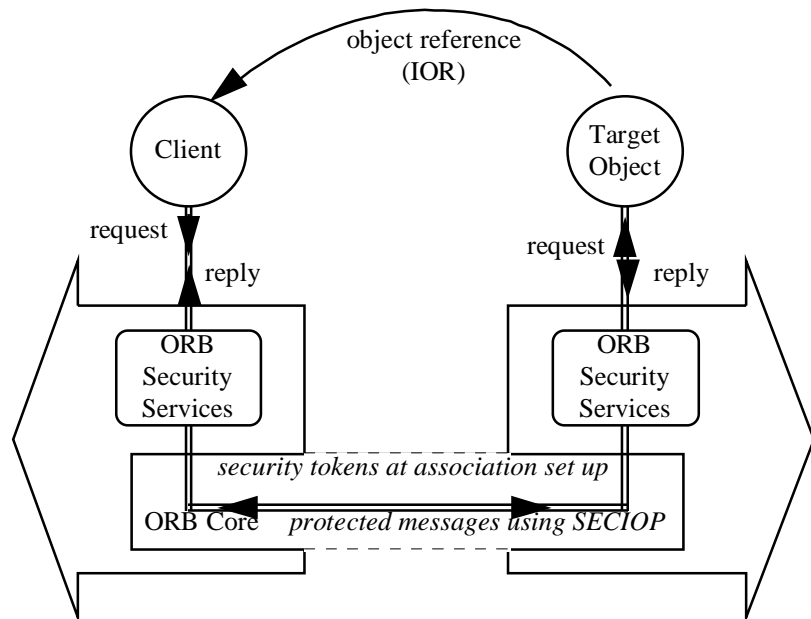 object reference
(IOR)
Client
Target
Object
request
reply
request
reply
ORB
Security
Services
ORB
Security
Services
security tokens at association set up
ORB Core
protected messages using SECIOP